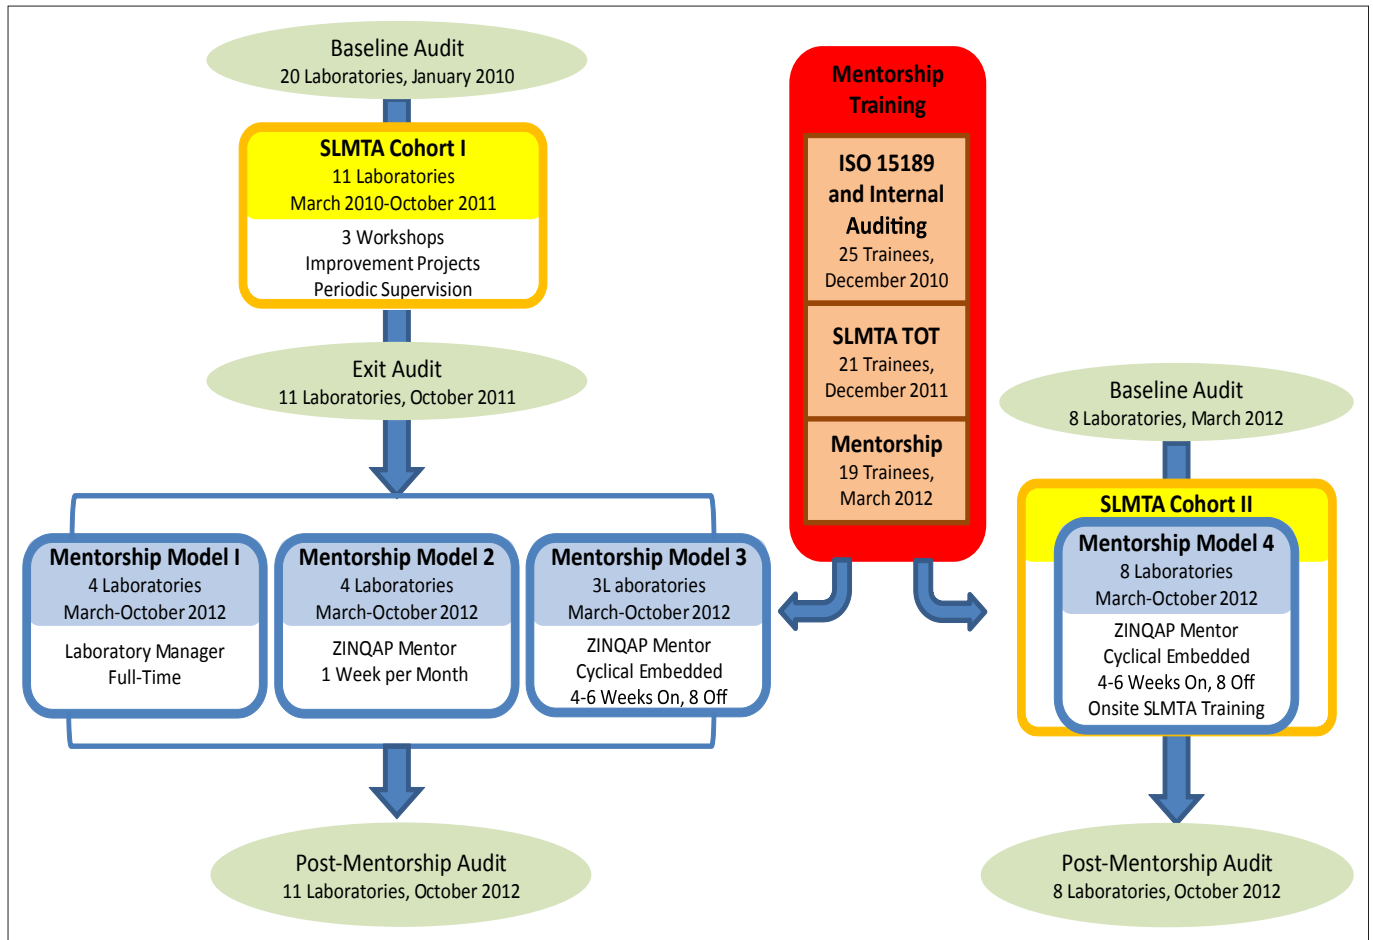 Baseline Audit
20 Laboratories, January 2010
SLMTA Cohort I
11 Laboratories
March 2010-October 2011
3 Workshops
Improvement Projects
Periodic Supervision
Exit Audit
11 Laboratories, October 2011
Mentorship
Training
ISO 15189
and Internal
Auditing
25 Trainees,
December 2010
SLMTA TOT
21 Trainees,
December 2011
Mentorship
19 Trainees,
March 2012
Baseline Audit
8 Laboratories, March 2012
Mentorship Model I
4 Laboratories
March-October 2012
Laboratory Manager
Full-Time
Mentorship Model 2
4 Laboratories
March-October 2012
ZINQAP Mentor
1 Week per Month
Mentorship Model 3
3L aboratories
March-October 2012
ZINQAP Mentor
Cyclical Embedded
4-6 Weeks On, 8 Off
SLMTA Cohort II
Mentorship Model 4
8 Laboratories
March-October 2012
ZINQAP Mentor
Cyclical Embedded
4-6 Weeks On, 8 Off
Onsite SLMTA Training
Post-Mentorship Audit
11 Laboratories, October 2012
Post-Mentorship Audit
8 Laboratories, October 2012